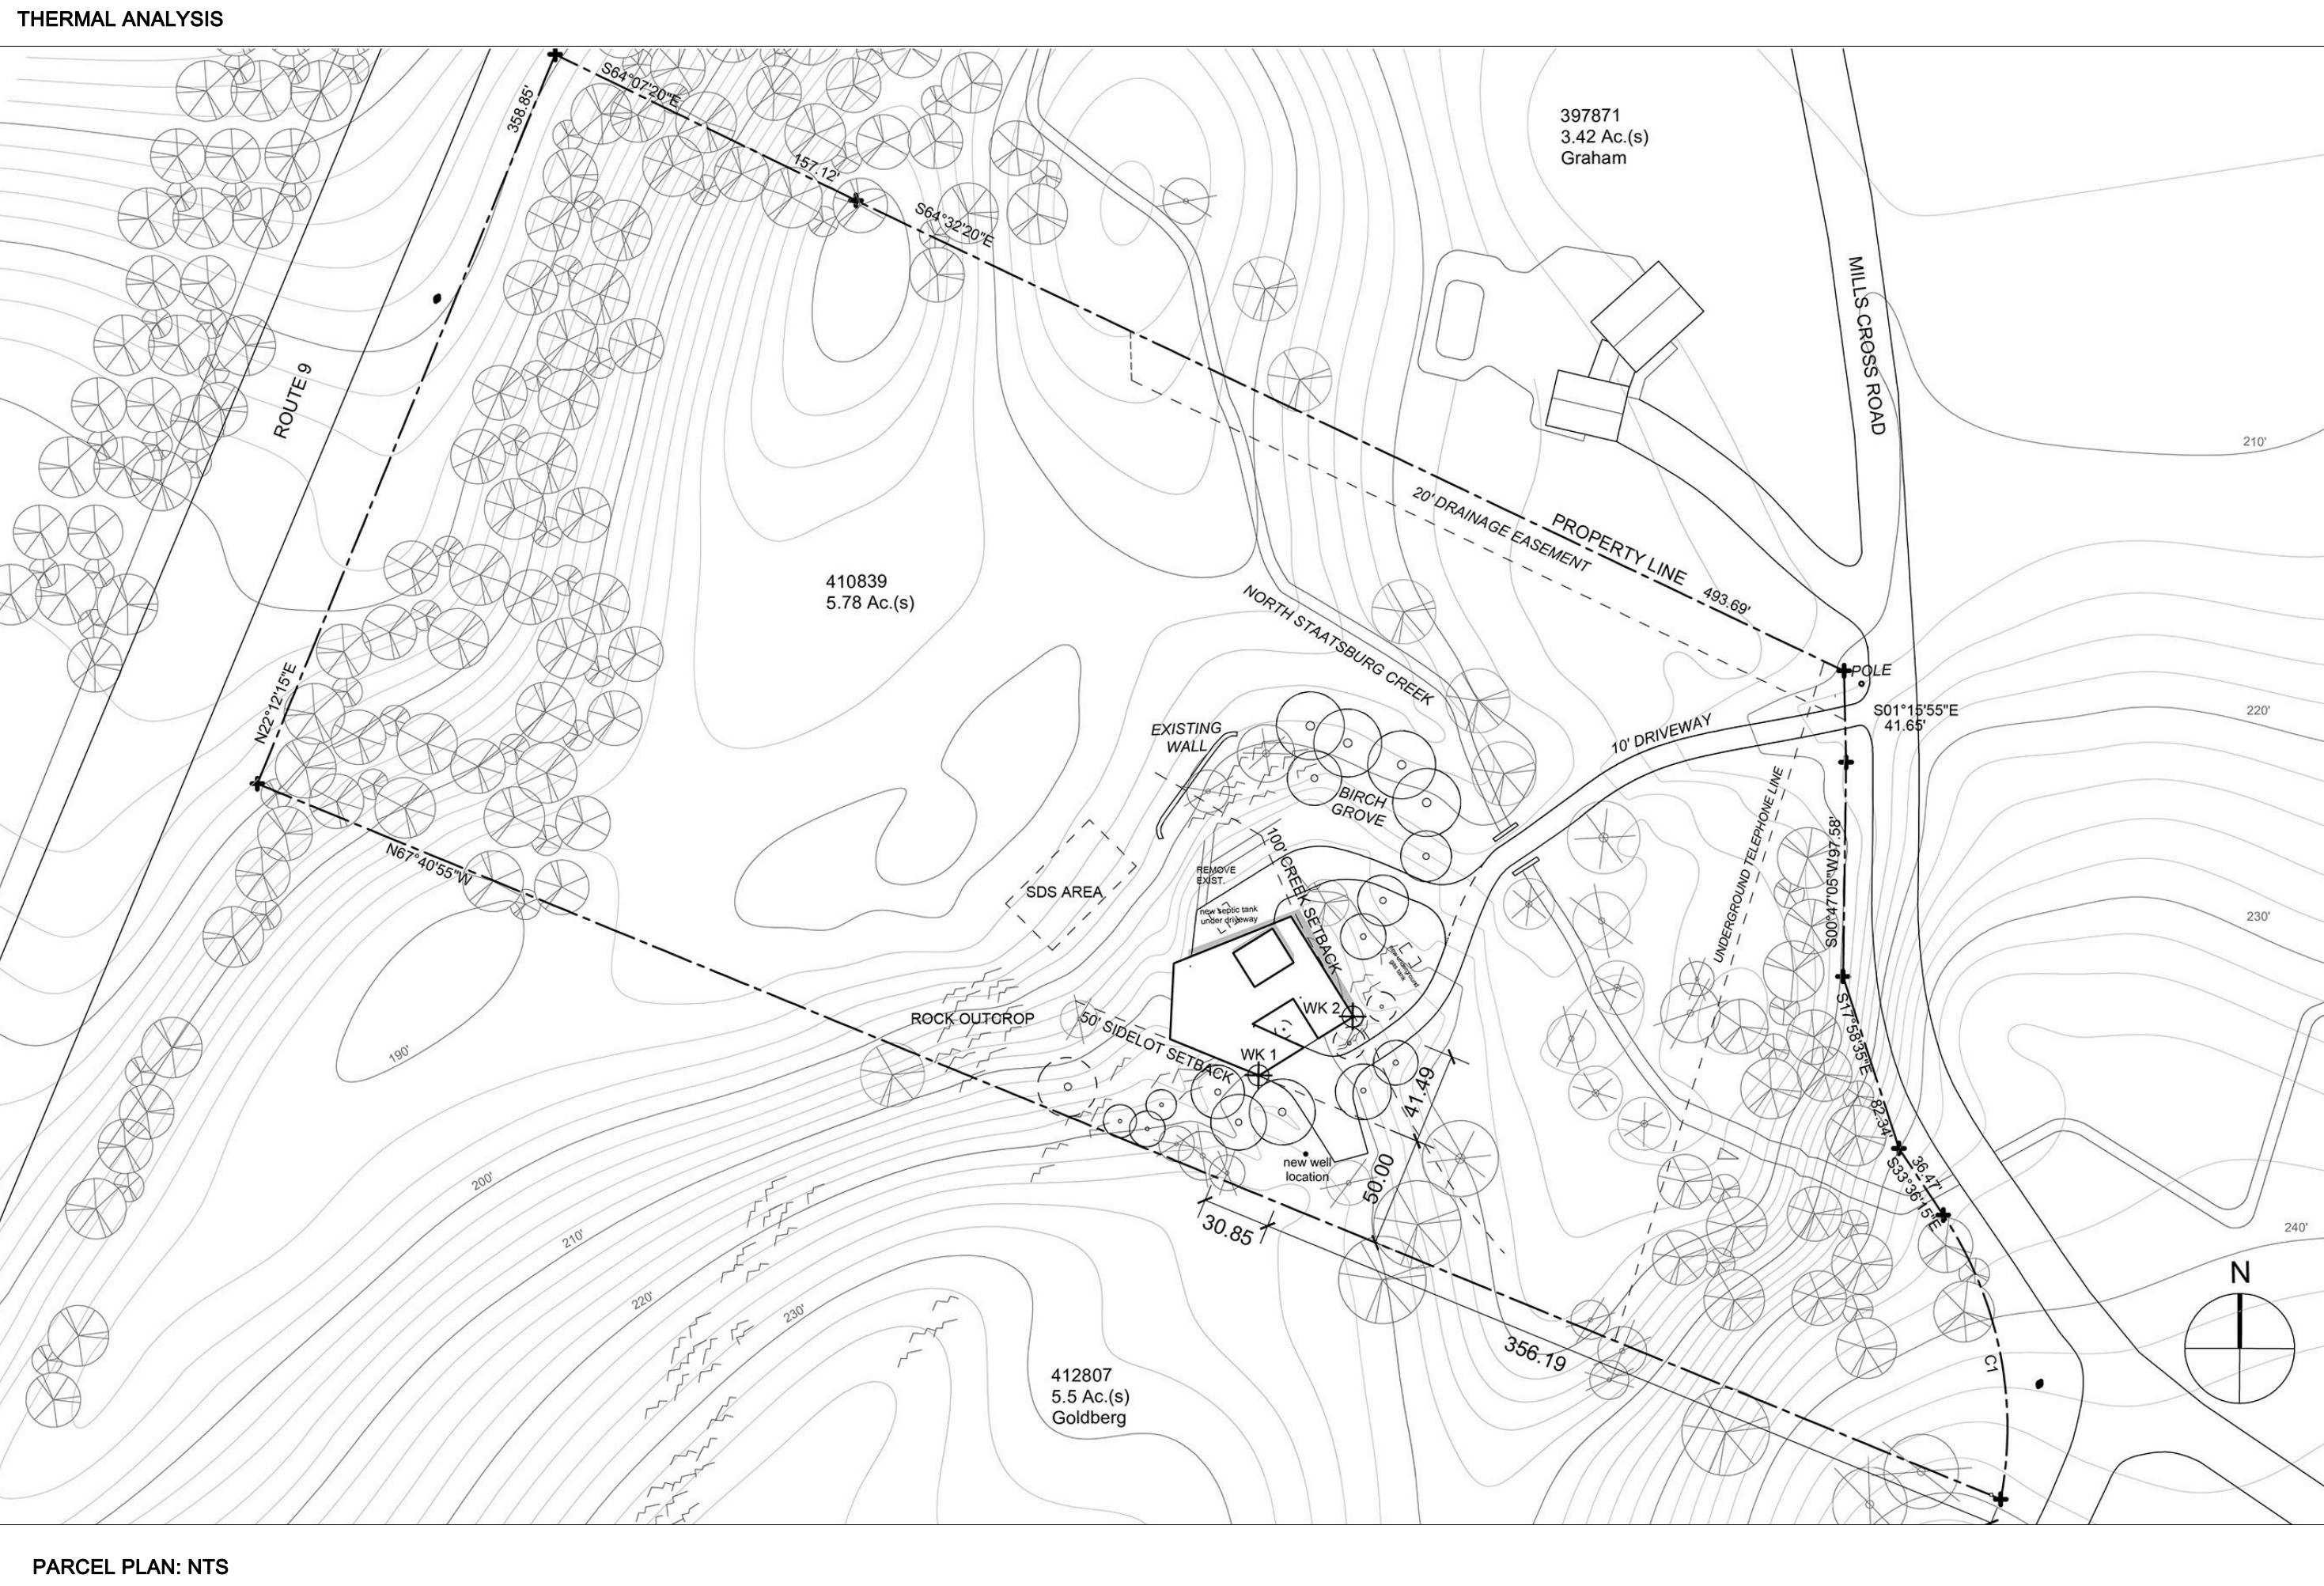 THERMAL ANALYSIS
S64°07'20"E
358.85'
157.12'
S64°32'20"E
397871
3.42 Ac.(s)
Graham
MILLS CROSS ROAD
ROUTE 9
210'
20' DRAINAGE EASEMENT
PROPERTY LINE
493.69'
410839
5.78 Ac.(s)
NORTH STAATSBURG CREEK
POLE
S01°15'55"E
41.65'
220'
N22°12'15"E
EXISTING
WALL
10' DRIVEWAY
BIRCH
GROVE
UNDERGROUND TELEPHONE LINE
S00°47'05"W
97.58'
N67°40'55"W
100' CREEK SETBACK
REMOVE
EXIST.
SDS AREA
new septic tank
under driveway
230'
new underground
gas tank
WK 2
S17°58'35"E
ROCK OUTCROP
50' SIDELOT SETBACK
WK 1
190'
41.49
82.34'
36.47'
S33°36'15"E
new well
location
50.00
200'
30.85
210'
240'
N
220'
230'
356.19
C1
412807
5.5 Ac.(s)
Goldberg
PARCEL PLAN: NTS